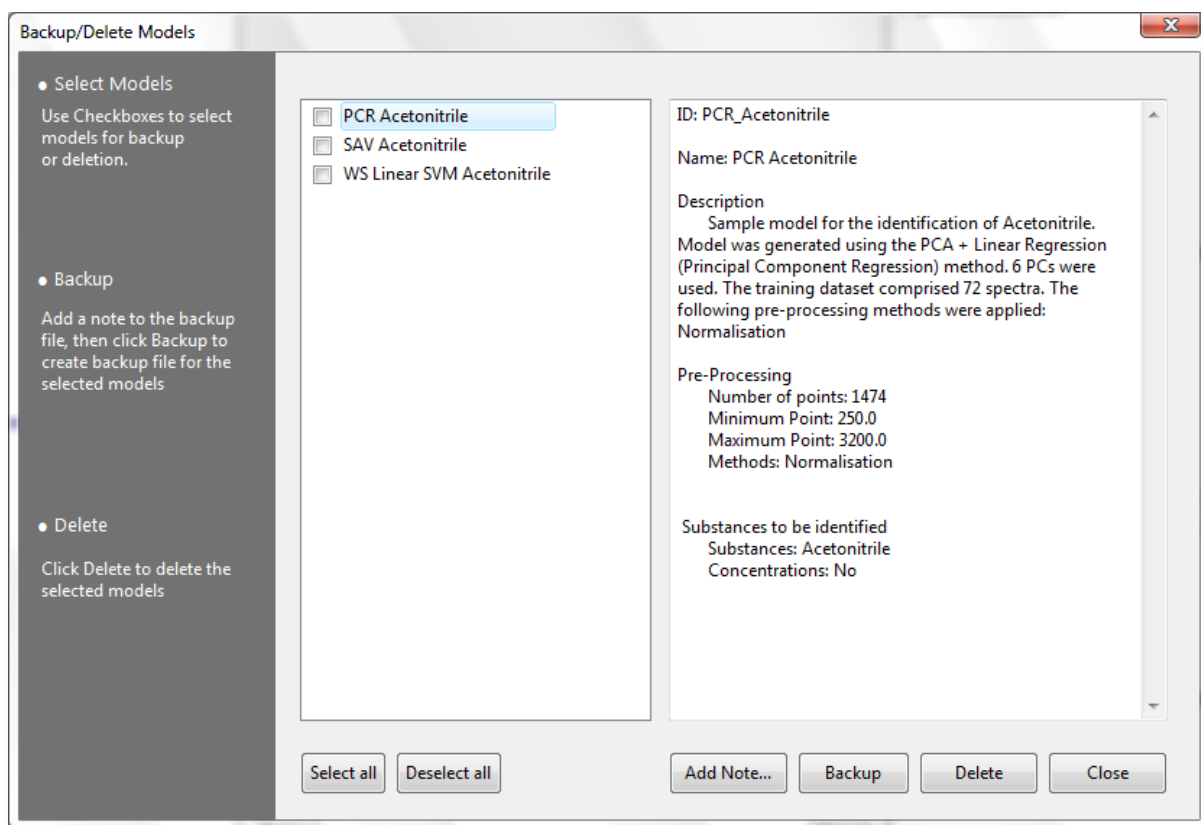 Backup/Delete Models
● Select Models
Use Checkboxes to select
models for backup
or deletion.
● Backup
Add a note to the backup
file, then click Backup to
create backup file for the
selected models
● Delete
Click Delete to delete the
selected models
PCR Acetonitrile
SAV Acetonitrile
WS Linear SVM Acetonitrile
ID: PCR_Acetonitrile
Name: PCR Acetonitrile
Description
Sample model for the identification of Acetonitrile.
Model was generated using the PCA + Linear Regression
(Principal Component Regression) method. 6 PCs were
used. The training dataset comprised 72 spectra. The
following pre-processing methods were applied:
Normalisation
Pre-Processing
Number of points: 1474
Minimum Point: 250.0
Maximum Point: 3200.0
Methods: Normalisation
Substances to be identified
Substances: Acetonitrile
Concentrations: No
Select all
Deselect all
Add Note...
Backup
Delete
Close